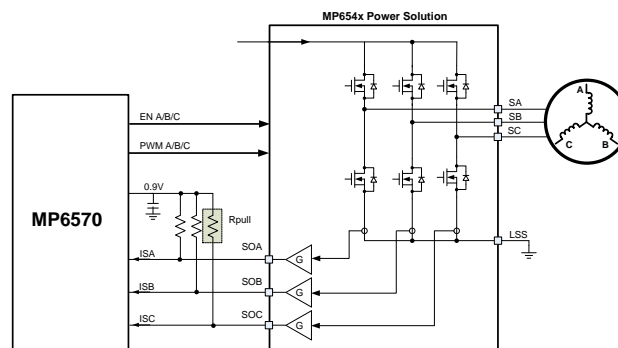 MP654x Power Solution
EN A/B/C
PWM A/B/C
0.9V
MP6570
Rpull
ISA
ISB
ISC
SOA
SOB
SOC
G
G
G
SA
SB
SC
LSS
A
C
B